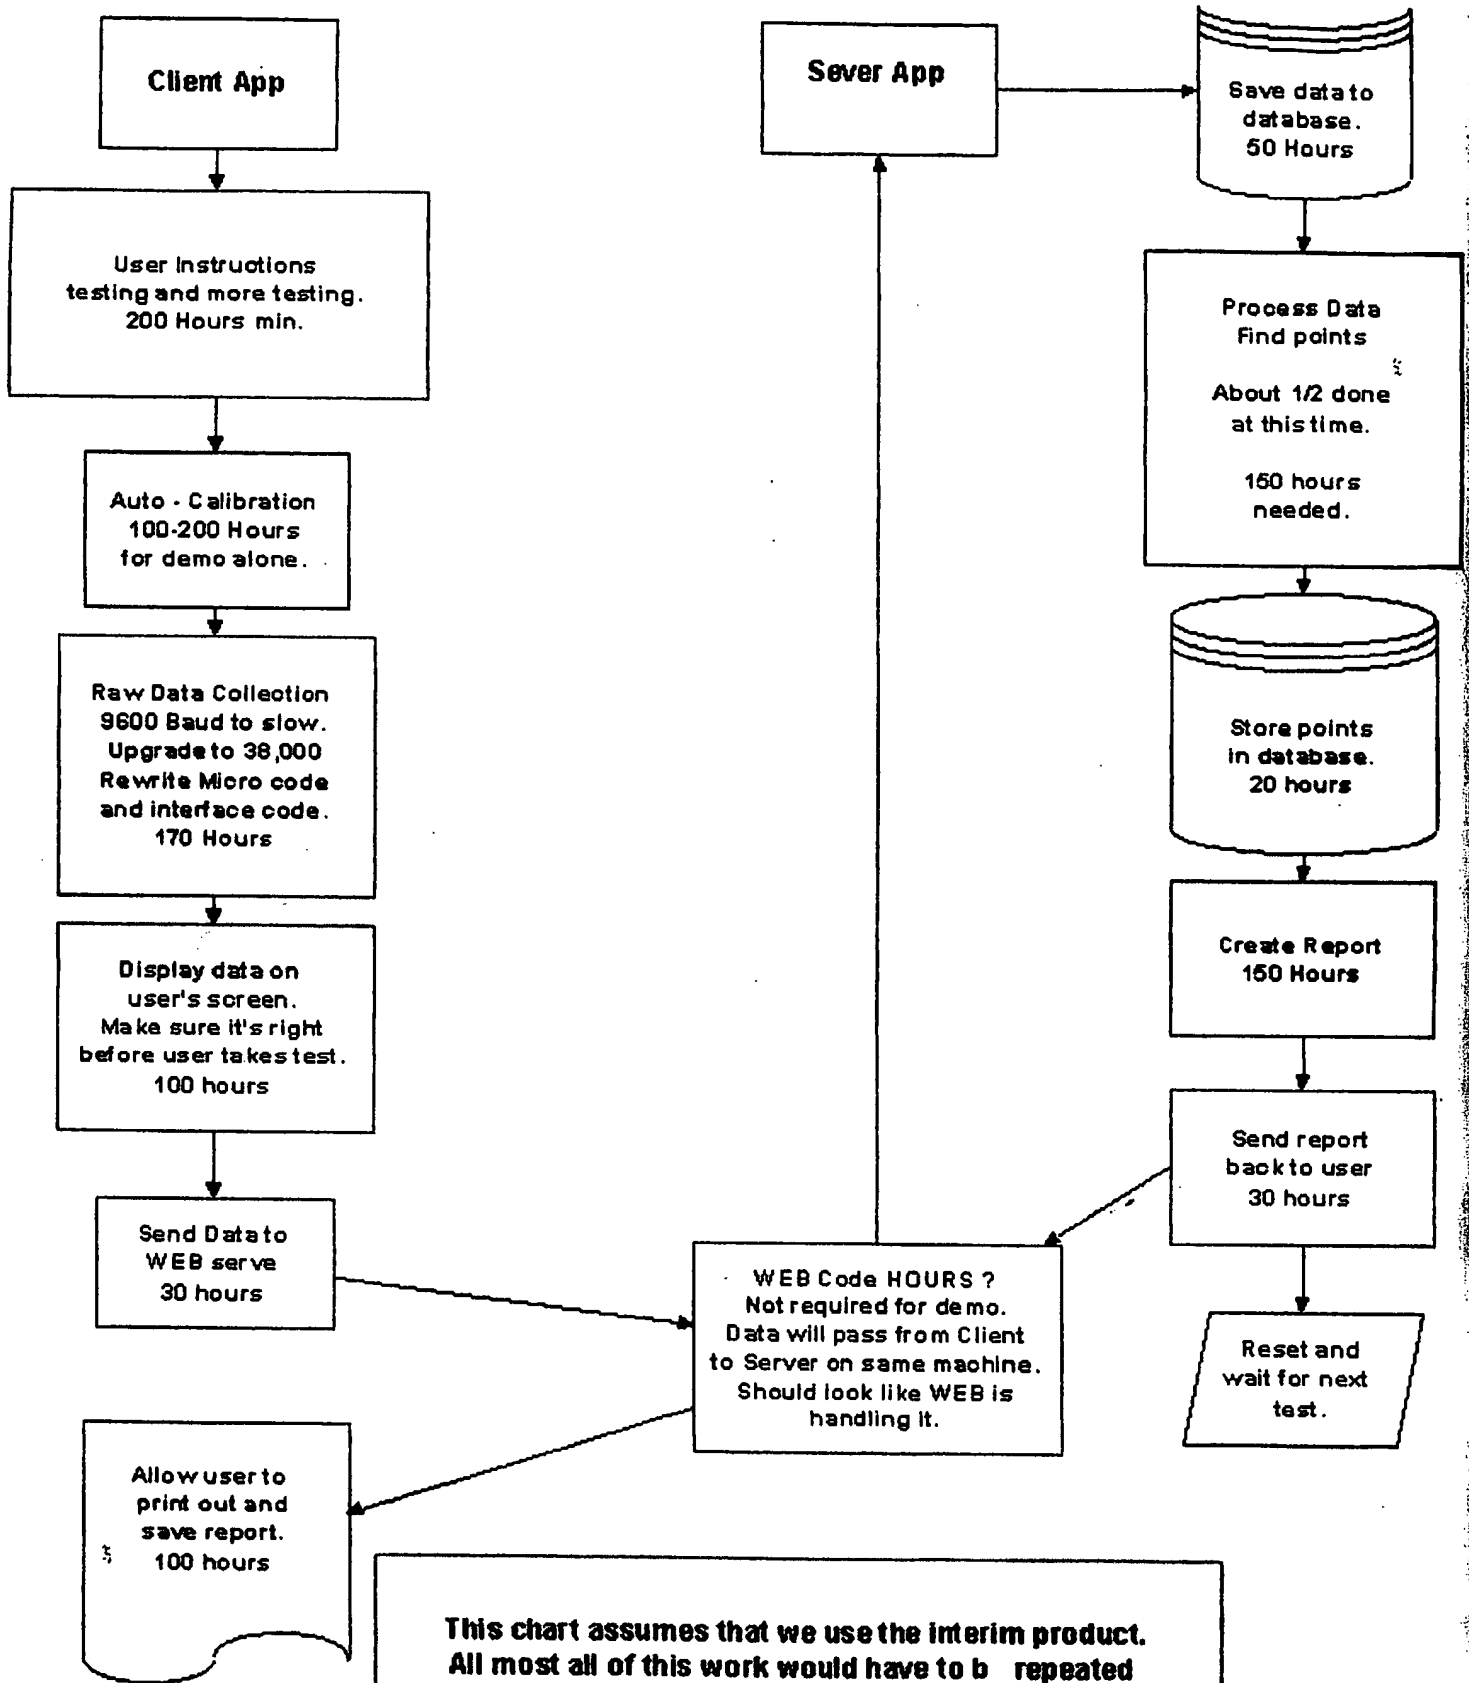 Client App
User Instructions
testing and more testing.
200 Hours min.
Auto - Calibration
100-200 Hours
for demo alone.
Raw Data Collection
9600 Baud to slow.
Upgrade to 38,000
Rewrite Micro code
and interface code.
170 Hours
Display data on
user's screen.
Make sure it's right
before user takes test.
100 hours
Send Data to
WEB serve
30 hours
WEB Code HOURS ?
Not required for demo.
Data will pass from Client
to Server on same machine.
Should look like WEB is
handling it.
Allow user to
print out and
save report.
100 hours
Sever App
Save data to
database.
50 Hours
Process Data
Find points
About 1/2 done
at this time.
150 hours
needed.
Store points
in database.
20 hours
Create Report
150 Hours
Send report
back to user
30 hours
Reset and
wait for next
test.
This chart assumes that we use the interim product.
All most all of this work would have to b repeated